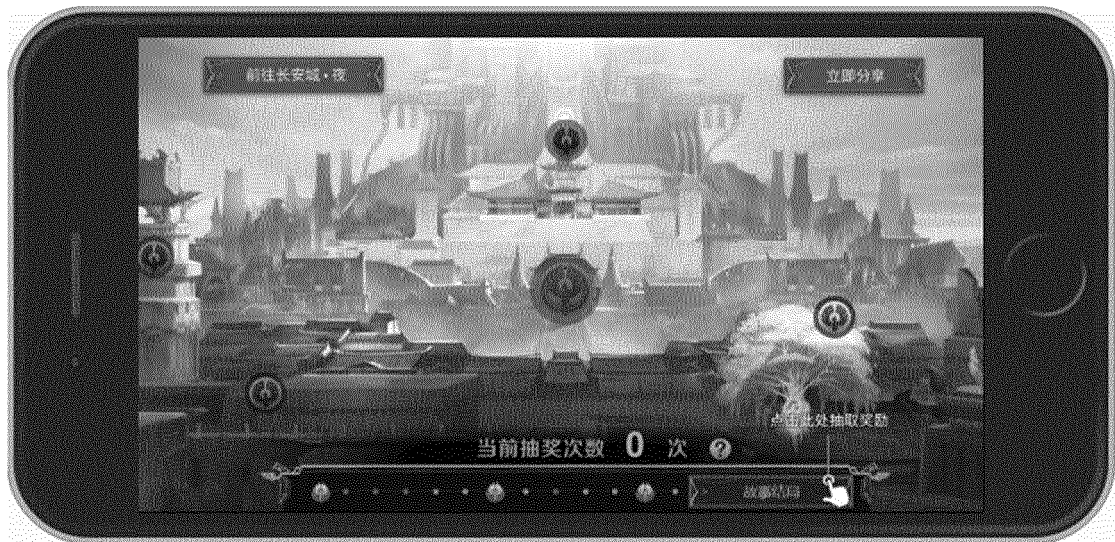 前往长安城·夜
立即分享
点击此处抽取奖励
当前抽奖次数 0 次 ?
故事结局